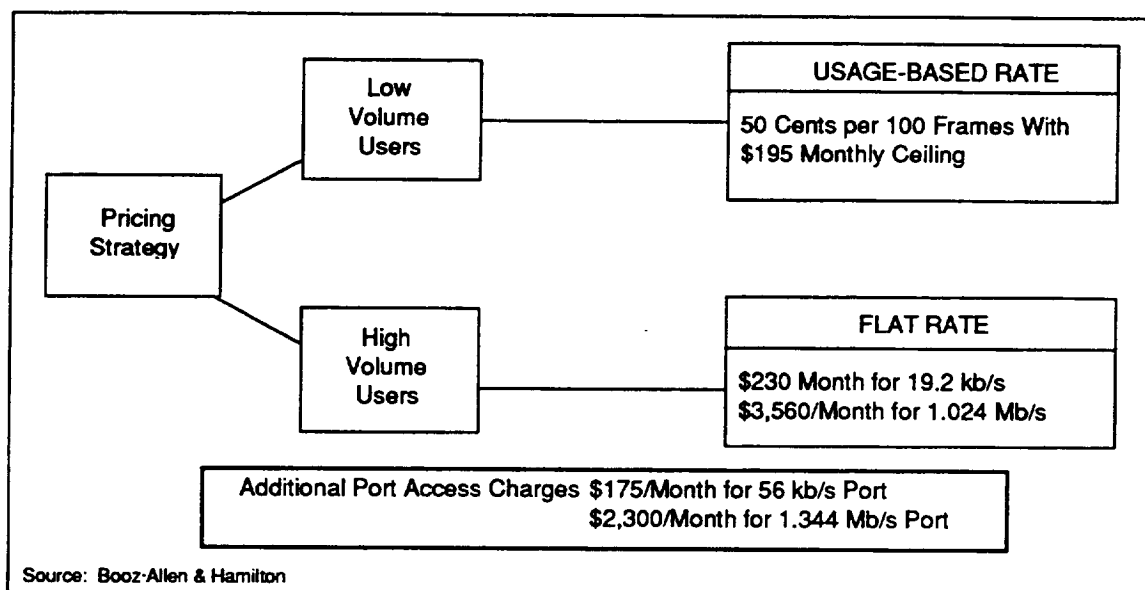 Pricing
Strategy
Low
Volume
Users
USAGE-BASED RATE
50 Cents per 100 Frames With
$195 Monthly Ceiling
High
Volume
Users
FLAT RATE
$230 Month for 19.2 kb/s
$3,560/Month for 1.024 Mb/s
Additional Port Access Charges $175/Month for 56 kb/s Port
$2,300/Month for 1.344 Mb/s Port
Source: Booz-Allen & Hamilton